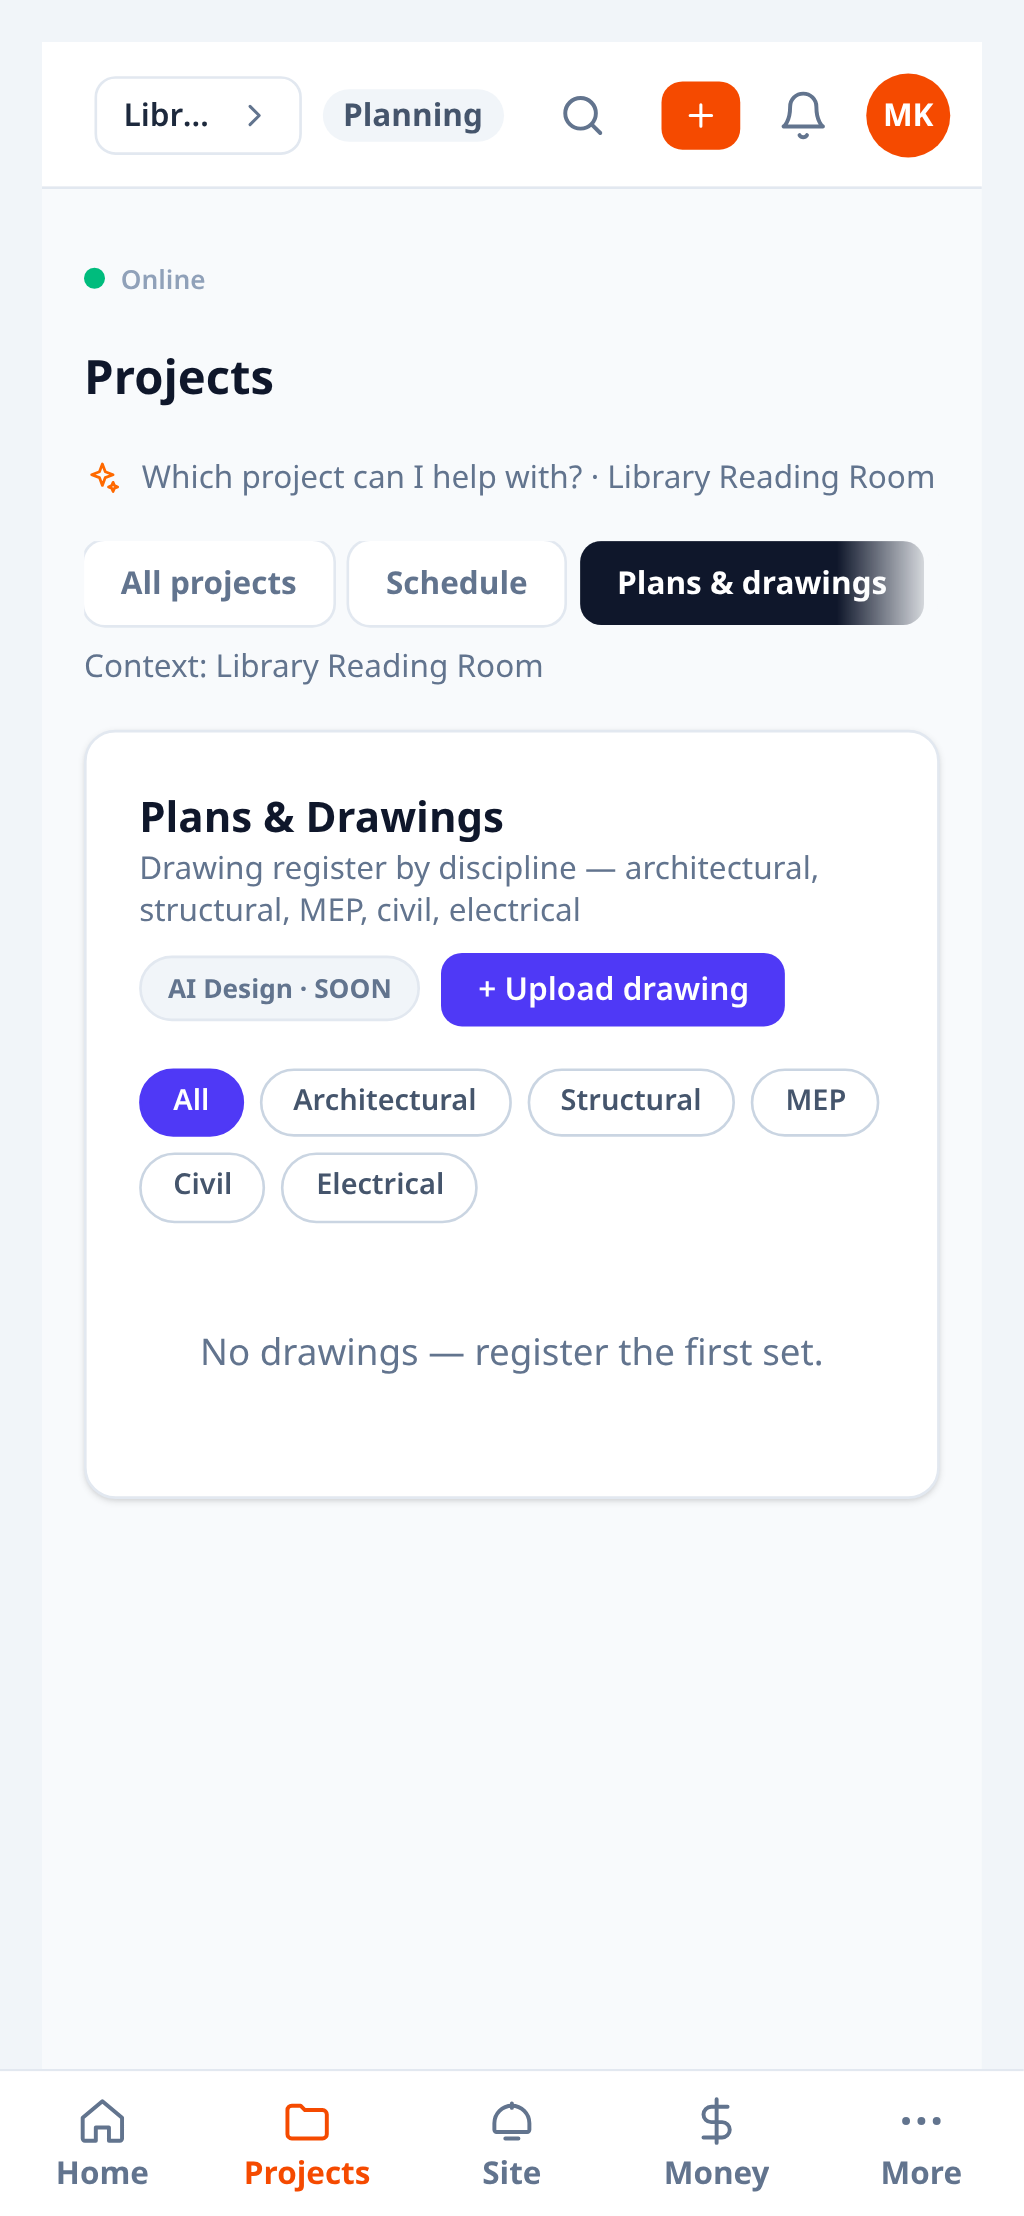 Libr...
Planning
MK
Online
Projects
Which project can I help with? · Library Reading Room
All projects
Schedule
Plans & drawings
Context: Library Reading Room
Plans & Drawings
Drawing register by discipline — architectural,
structural, MEP, civil, electrical
AI Design · SOON
+ Upload drawing
All
Architectural
Structural
MEP
Civil
Electrical
No drawings — register the first set.
Home
Projects
Site
Money
More